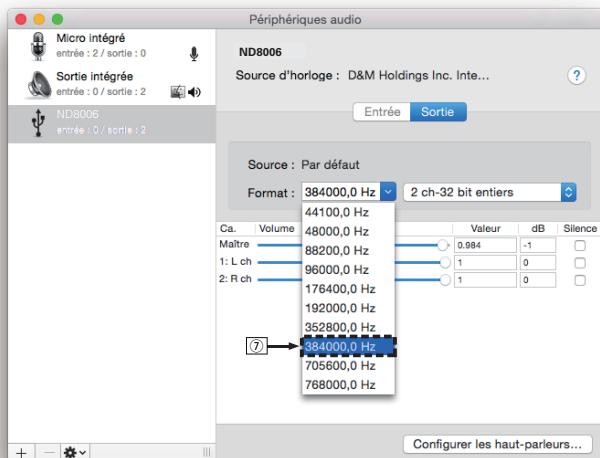 Périphériques audio
Micro intégré
entrée : 2 / sortie : 0
Sortie intégrée
entrée : 0 / sortie : 2
ND8006
entrée : 0 / sortie : 2
ND8006
Source d'horloge : D&M Holdings Inc. Inte...
?
Entrée Sortie
Source : Par défaut
Format : 384000,0 Hz 2 ch-32 bit entiers
44100,0 Hz
48000,0 Hz
88200,0 Hz
96000,0 Hz
176400,0 Hz
192000,0 Hz
352800,0 Hz
⑦ 384000,0 Hz
705600,0 Hz
768000,0 Hz
Ca. Volume Valeur dB Silence
Maître 0.984 -1
1: L ch 1 0
2: R ch 1 0
Configurer les haut-parleurs...